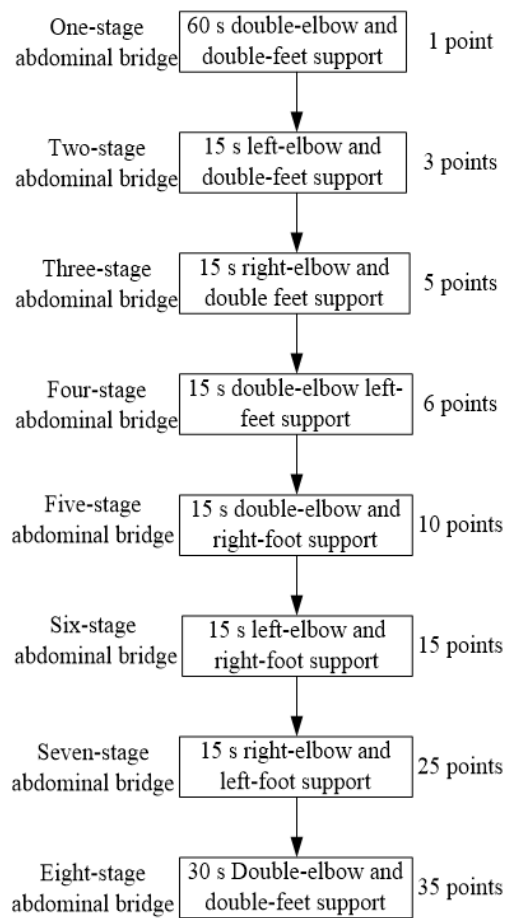 One-stage
abdominal bridge
60 s double-elbow and
double-feet support
1 point
Two-stage
abdominal bridge
15 s left-elbow and
double-feet support
3 points
Three-stage
abdominal bridge
15 s right-elbow and
double feet support
5 points
Four-stage
abdominal bridge
15 s double-elbow left-
feet support
6 points
Five-stage
abdominal bridge
15 s double-elbow and
right-foot support
10 points
Six-stage
abdominal bridge
15 s left-elbow and
right-foot support
15 points
Seven-stage
abdominal bridge
15 s right-elbow and
left-foot support
25 points
Eight-stage
abdominal bridge
30 s Double-elbow and
double-feet support
35 points